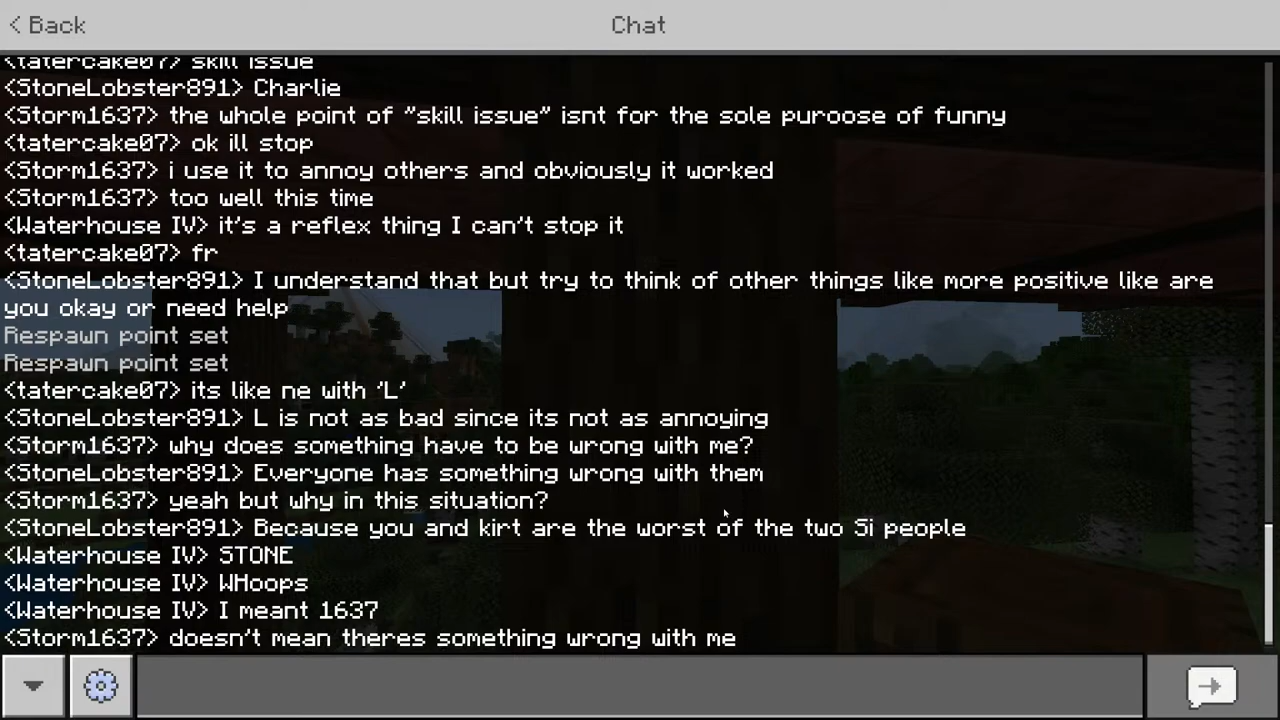 Back
Chat
<tatercake07> skill issue
<StoneLobster891> Charlie
<Storm1637> the whole point of "skill issue" isnt for the sole puroose of funny
<tatercake07> ok ill stop
<Storm1637> i use it to annoy others and obviously it worked
<Storm1637> too well this time
<Waterhouse IV> it's a reflex thing I can't stop it
<tatercake07> fr
<StoneLobster891> I understand that but try to think of other things like more positive like are
you okay or need help
Respawn point set
Respawn point set
<tatercake07> its like ne with 'L'
<StoneLobster891> L is not as bad since its not as annoying
<Storm1637> why does something have to be wrong with me?
<StoneLobster891> Everyone has something wrong with them
<Storm1637> yeah but why in this situation?
<StoneLobster891> Because you and kirt are the worst of the two Si people
<Waterhouse IV> STONE
<Waterhouse IV> WHoops
<Waterhouse IV> I meant 1637
<Storm1637> doesn't mean theres something wrong with me